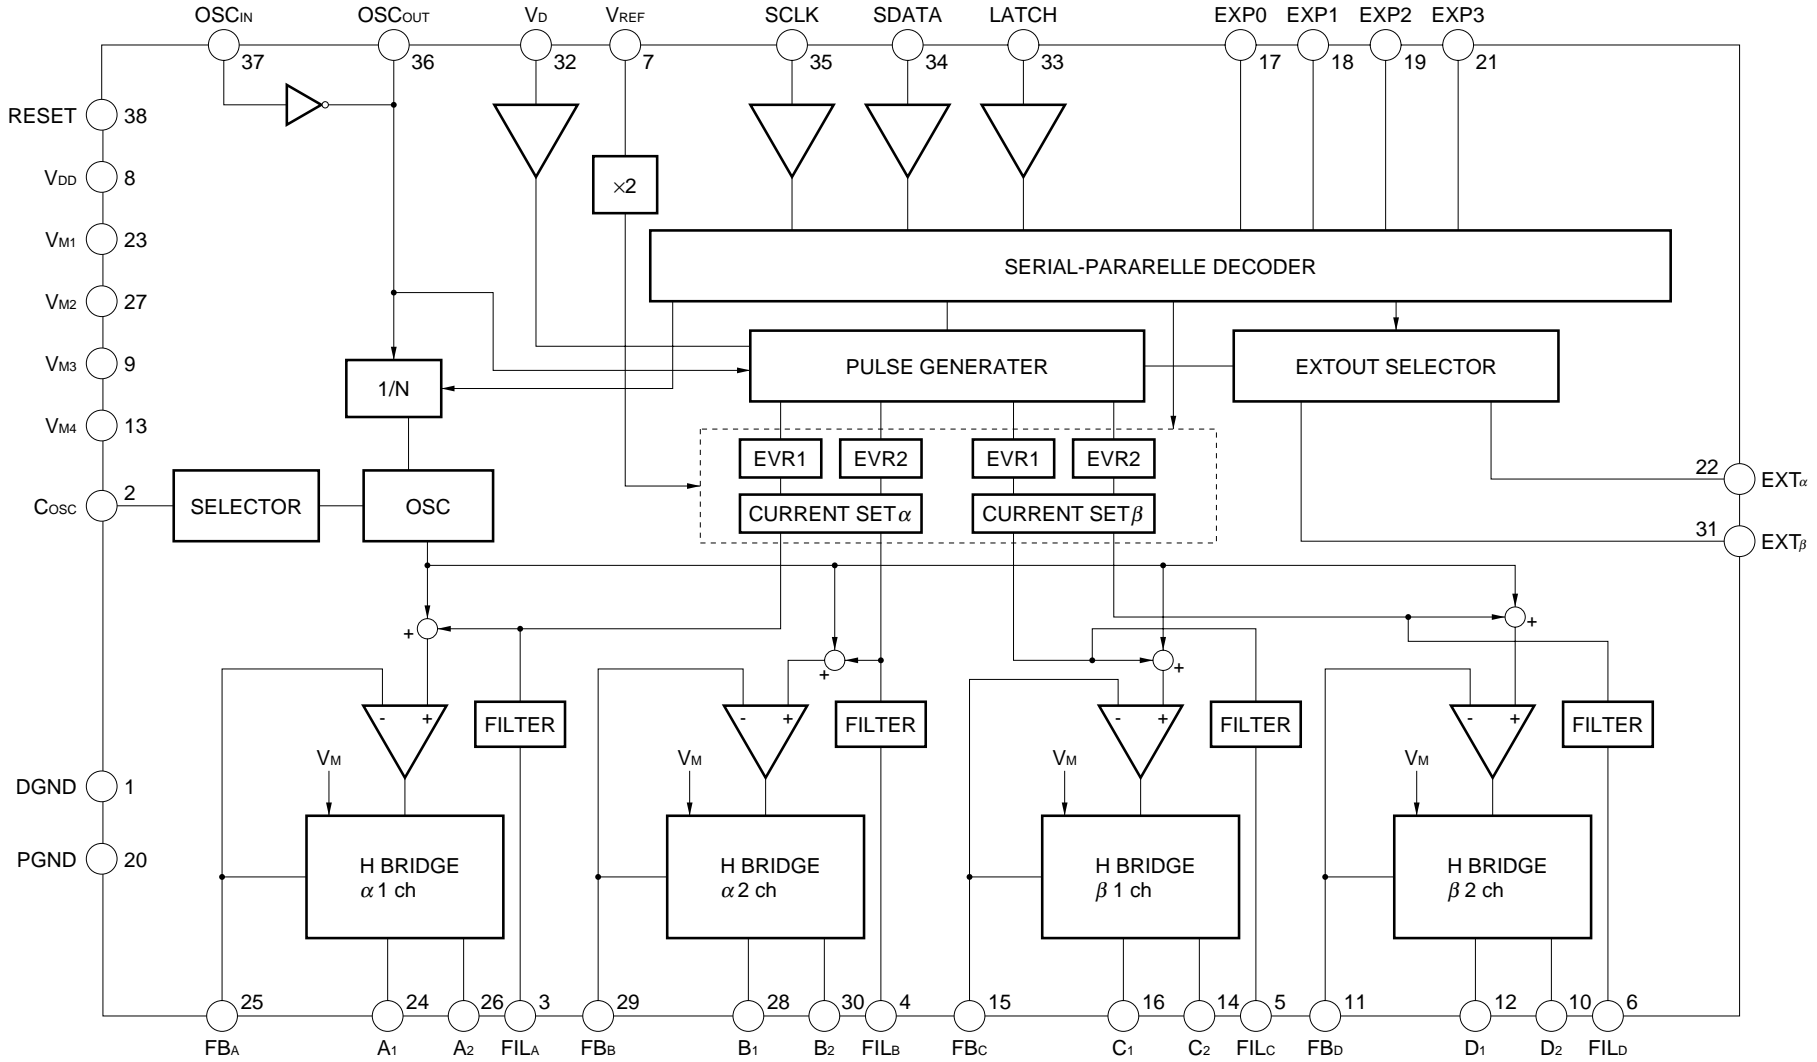 OSCIN OSCOUT VD VREF SCLK SDATA LATCH EXP0 EXP1 EXP2 EXP3
37 36 32 7 35 34 33 17 18 19 21
RESET 38
×2
VDD 8
VM1 23
SERIAL-PARARELLE DECODER
VM2 27
VM3 9
1/N
PULSE GENERATER
EXTOUT SELECTOR
VM4 13
EVR1 EVR2 EVR1 EVR2
22 EXTα
COSC 2
SELECTOR
OSC
CURRENT SET α
CURRENT SET β
31 EXTβ
+ + + +
- + - + - + - +
FILTER FILTER FILTER FILTER
VM VM VM VM
DGND 1
PGND 20
H BRIDGE H BRIDGE H BRIDGE H BRIDGE
α 1 ch α 2 ch β 1 ch β 2 ch
25 24 26 3 29 28 30 4 15 16 14 5 11 12 10 6
FBA A1 A2 FILA FBB B1 B2 FILB FBC C1 C2 FILC FBD D1 D2 FILD